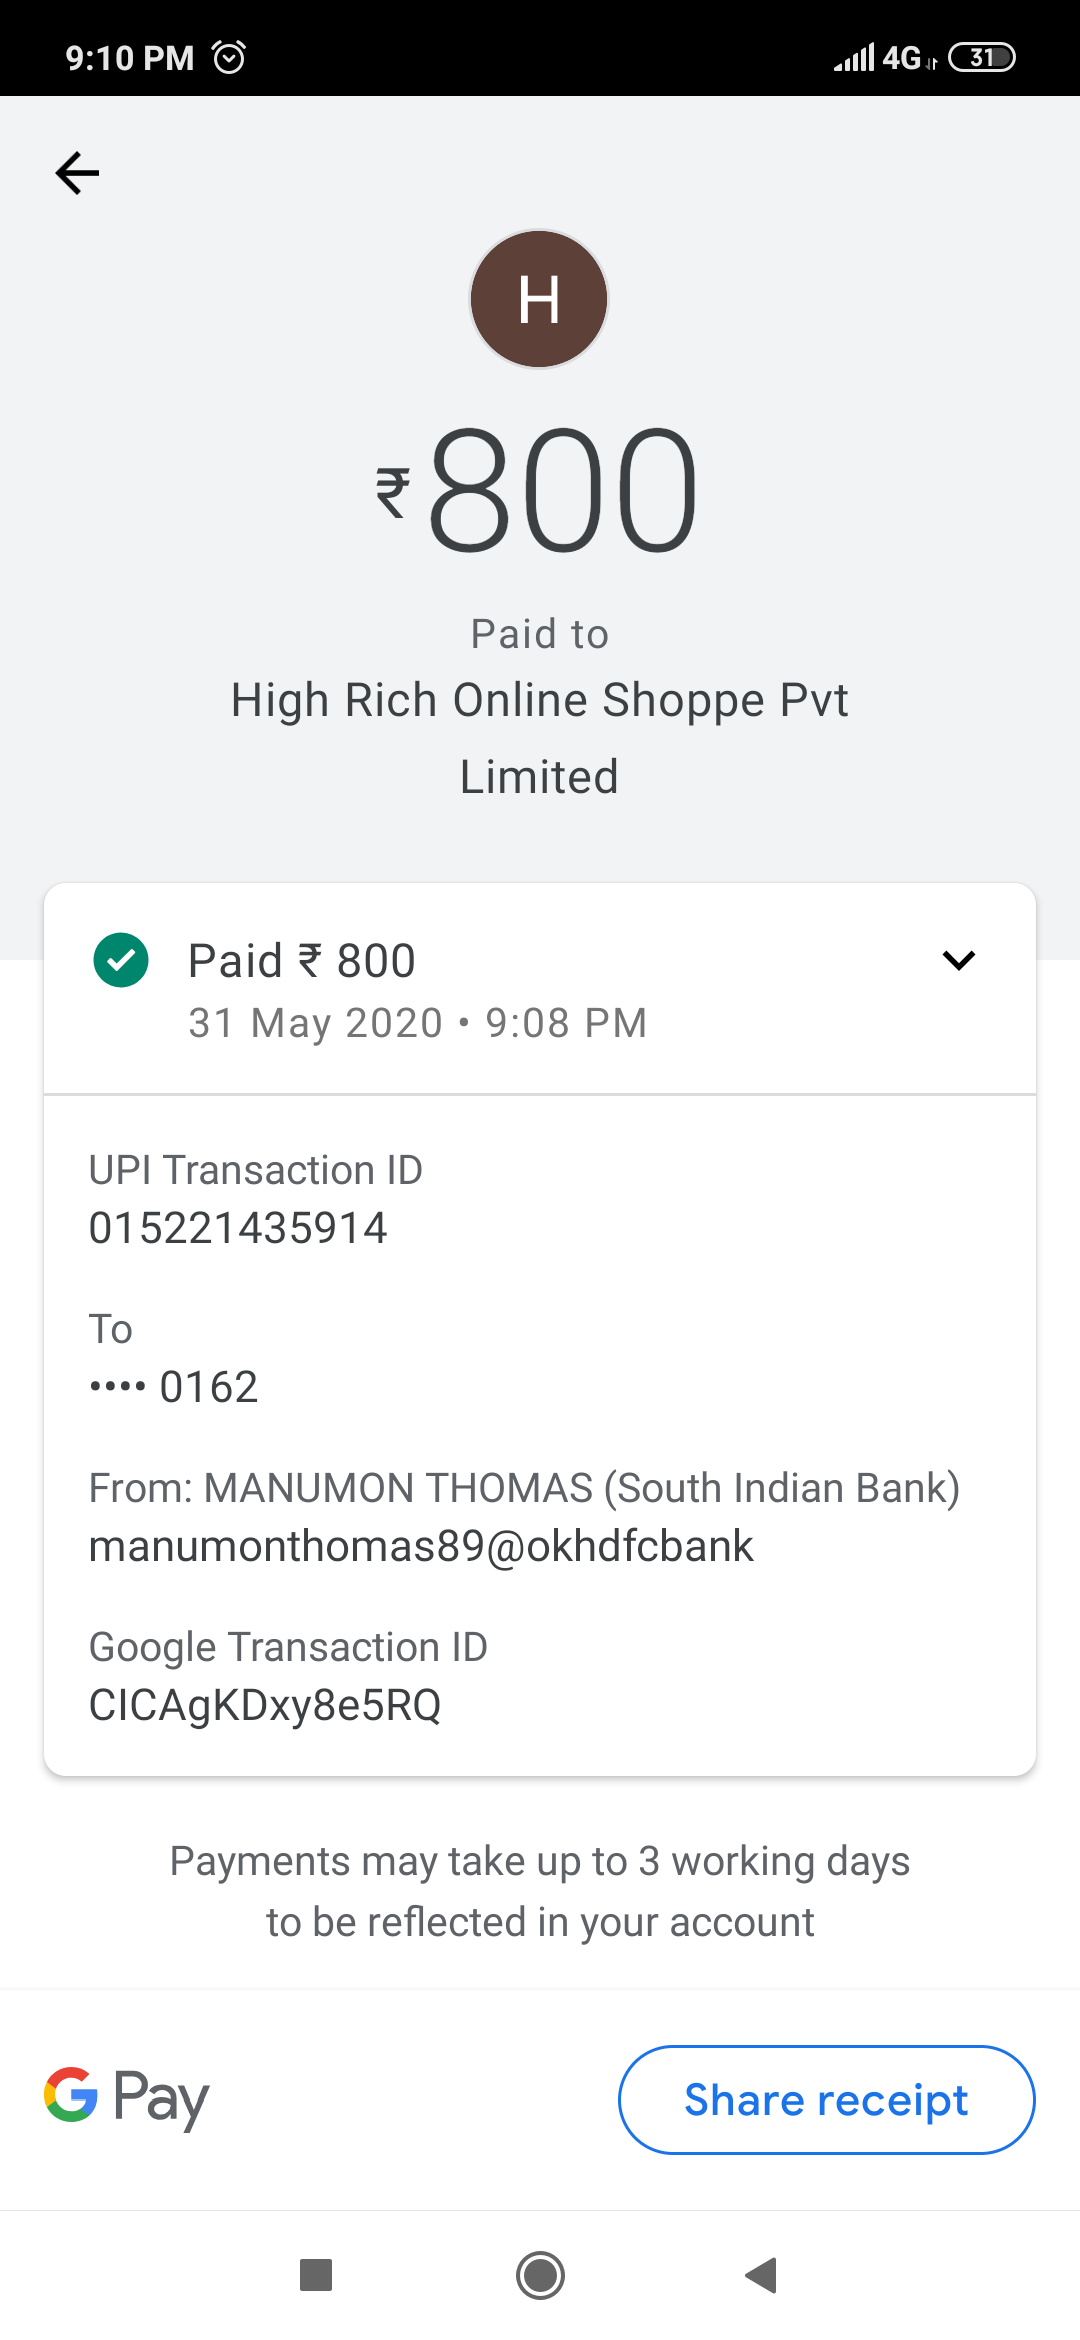 9:10 PM 4G 31
H
₹800
Paid to
High Rich Online Shoppe Pvt
Limited
Paid ₹ 800
31 May 2020 • 9:08 PM
UPI Transaction ID
015221435914
To
•••• 0162
From: MANUMON THOMAS (South Indian Bank)
manumonthomas89@okhdfcbank
Google Transaction ID
CICAgKDxy8e5RQ
Payments may take up to 3 working days
to be reflected in your account
G Pay Share receipt